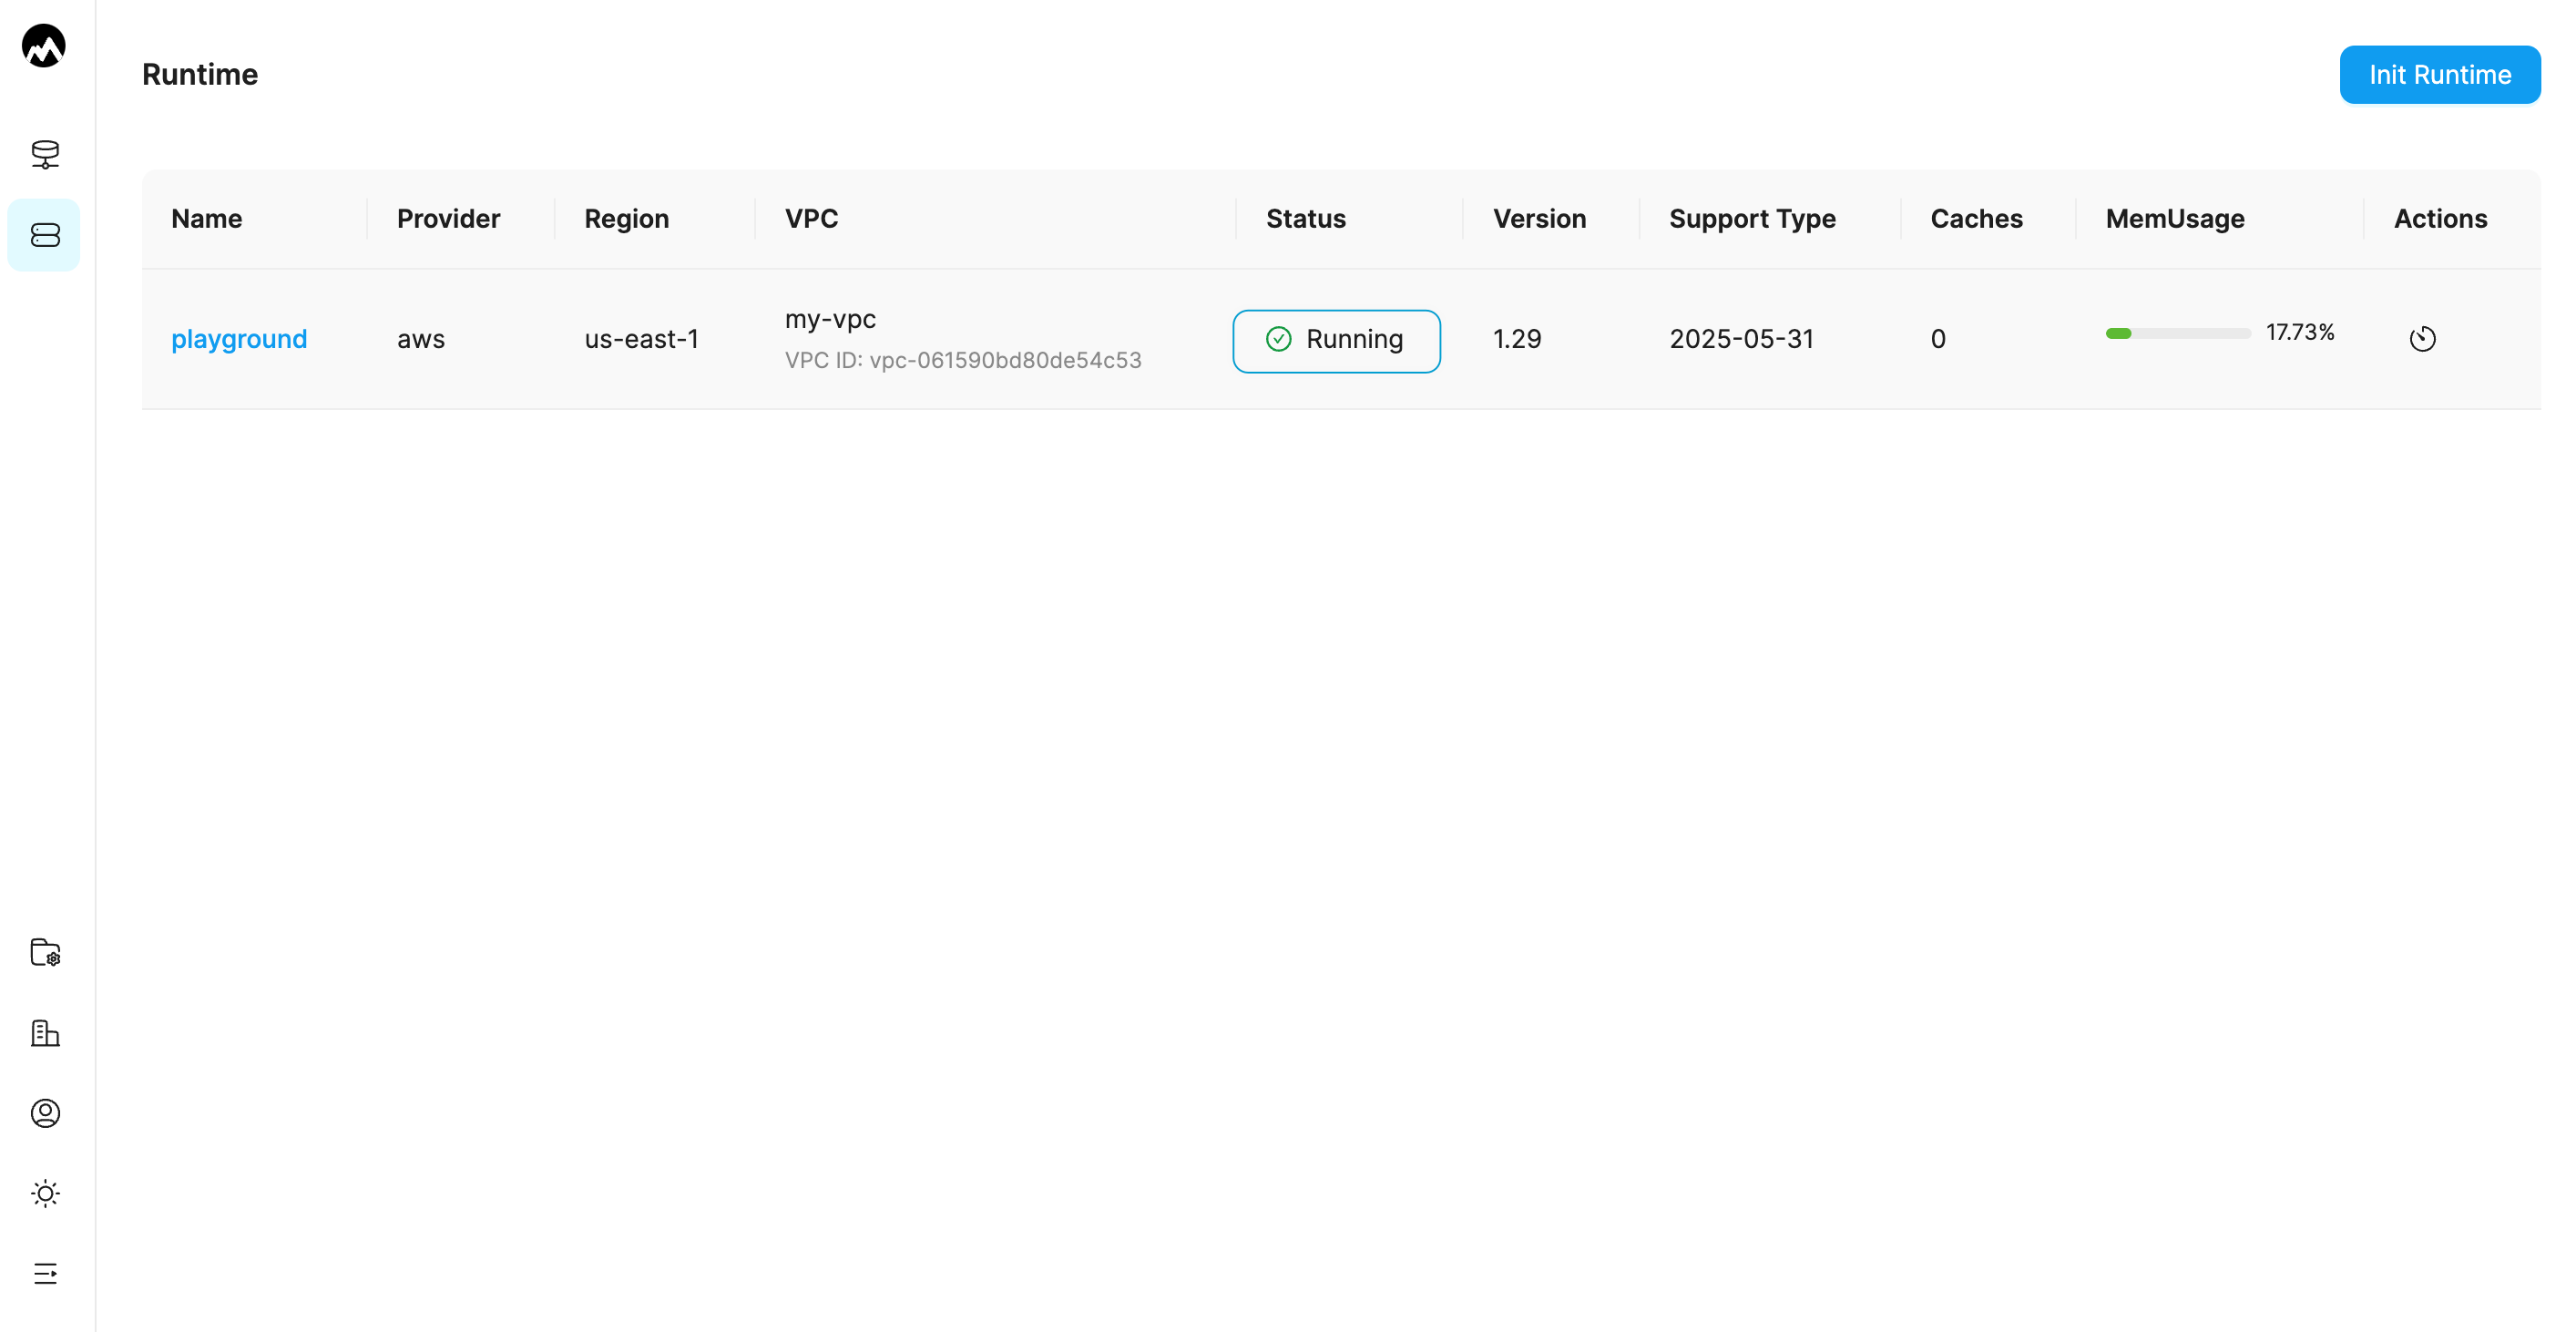 Runtime
Init Runtime
Name Provider Region VPC Status Version Support Type Caches MemUsage Actions
playground aws us-east-1 my-vpc Running 1.29 2025-05-31 0 17.73%
VPC ID: vpc-061590bd80de54c53